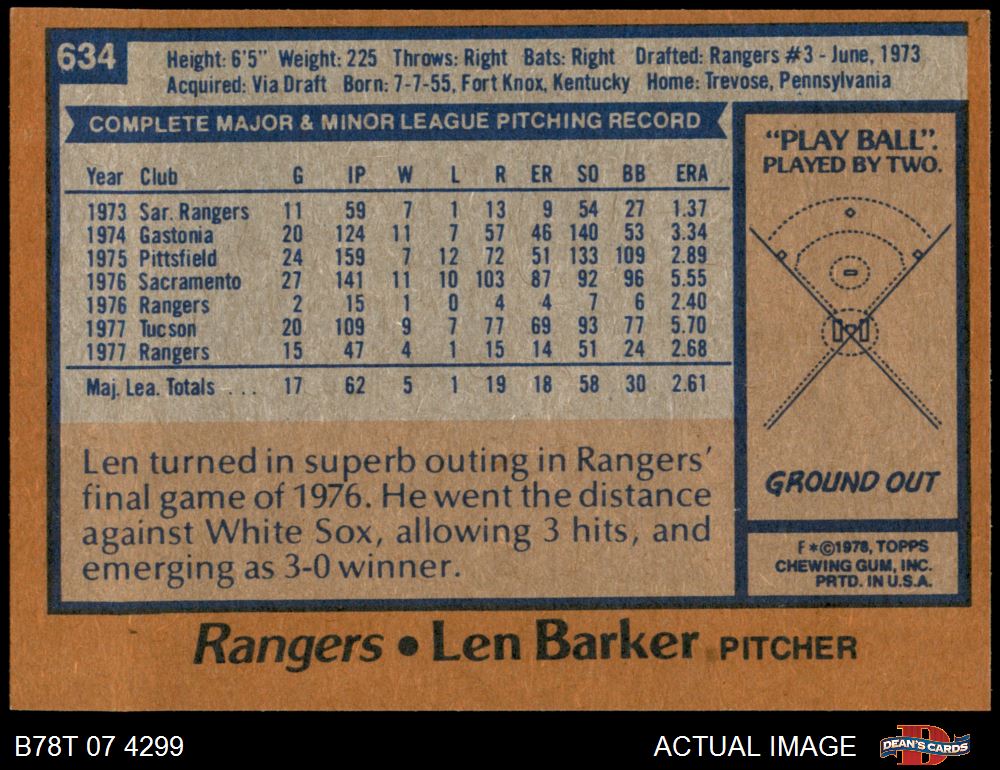 634
Height: 6'5" Weight: 225 Throws: Right Bats: Right Drafted: Rangers #3 - June, 1973
Acquired: Via Draft Born: 7-7-55, Fort Knox, Kentucky Home: Trevose, Pennsylvania
COMPLETE MAJOR & MINOR LEAGUE PITCHING RECORD
Year Club G IP W L R ER SO BB ERA
1973 Sar. Rangers 11 59 7 1 13 9 54 27 1.37
1974 Gastonia 20 124 11 7 57 46 140 53 3.34
1975 Pittsfield 24 159 7 12 72 51 133 109 2.89
1976 Sacramento 27 141 11 10 103 87 92 96 5.55
1976 Rangers 2 15 1 0 4 4 7 6 2.40
1977 Tucson 20 109 9 7 77 69 93 77 5.70
1977 Rangers 15 47 4 1 15 14 51 24 2.68
Maj. Lea. Totals . . . 17 62 5 1 19 18 58 30 2.61
Len turned in superb outing in Rangers'
final game of 1976. He went the distance
against White Sox, allowing 3 hits, and
emerging as 3-0 winner.
"PLAY BALL".
PLAYED BY TWO.
GROUND OUT
F*©1978, TOPPS
CHEWING GUM, INC.
PRTD. IN U.S.A.
Rangers • Len Barker PITCHER
B78T 07 4299
ACTUAL IMAGE
D
DEAN'S CARDS